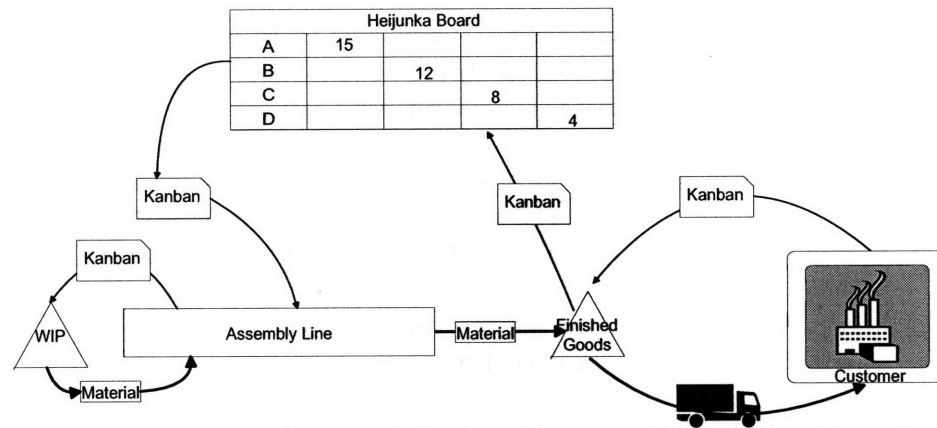 Heijunka Board
A 15
B 12
C 8
D 4
Kanban
Kanban
Kanban
Kanban
WIP
Assembly Line
Material
Finished
Goods
Material
Customer